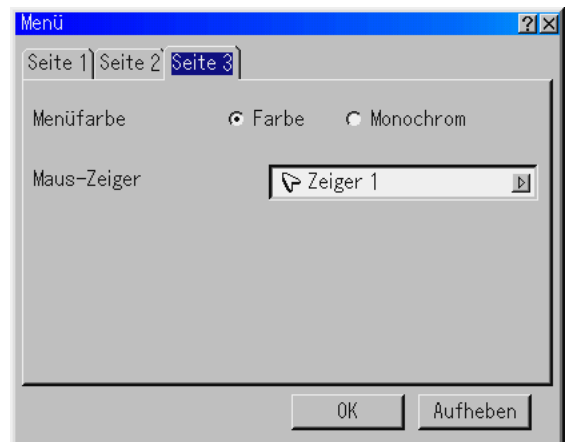 Menü
Seite 1 Seite 2 Seite 3
Menüfarbe Farbe Monochrom
Maus-Zeiger Zeiger 1
OK Aufheben